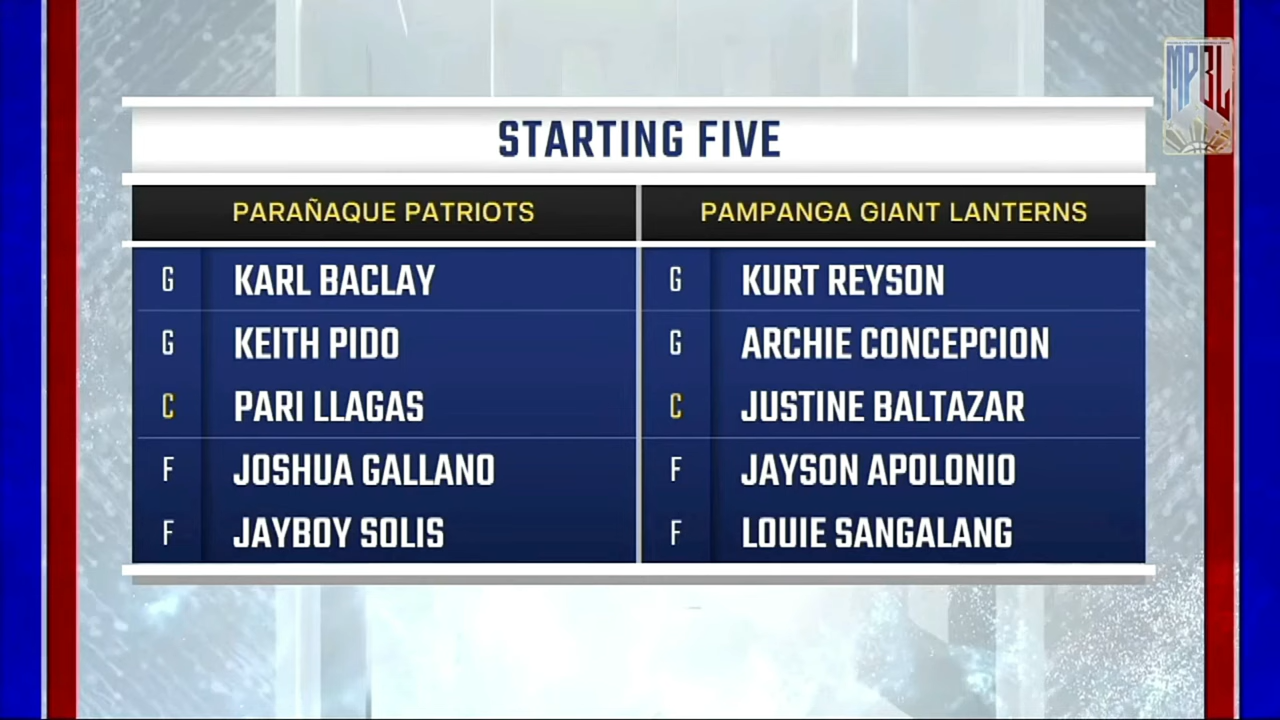 MPBL
STARTING FIVE
PARAÑAQUE PATRIOTS PAMPANGA GIANT LANTERNS
G KARL BACLAY G KURT REYSON
G KEITH PIDO G ARCHIE CONCEPCION
C PARI LLAGAS C JUSTINE BALTAZAR
F JOSHUA GALLANO F JAYSON APOLONIO
F JAYBOY SOLIS F LOUIE SANGALANG